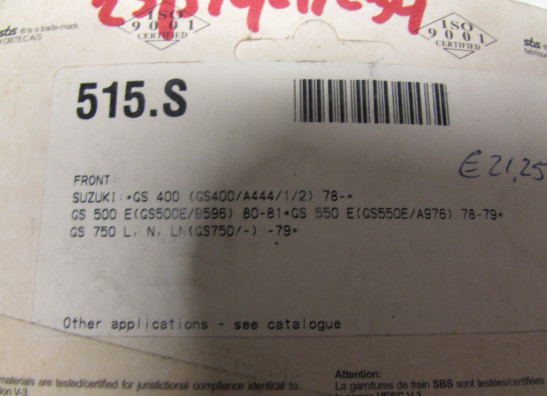 ISO
9001
CERTIFIED
ISO
9001
CERTIFIED
sbs ® is a trade-mark
sbs ®
515.S
€ 21,25
FRONT:
SUZUKI:*GS 400 (GS400/A444/1/2) 78-*
GS 500 E(GS500E/B596) 80-81*GS 550 E(GS550E/A976) 78-79*
GS 750 L, N, LN(GS750/-) -79*
Other applications - see catalogue
materials are tested/certified for jurisdictional compliance identical to
Attention:
La garnitures de frein SBS sont testées/certifiées